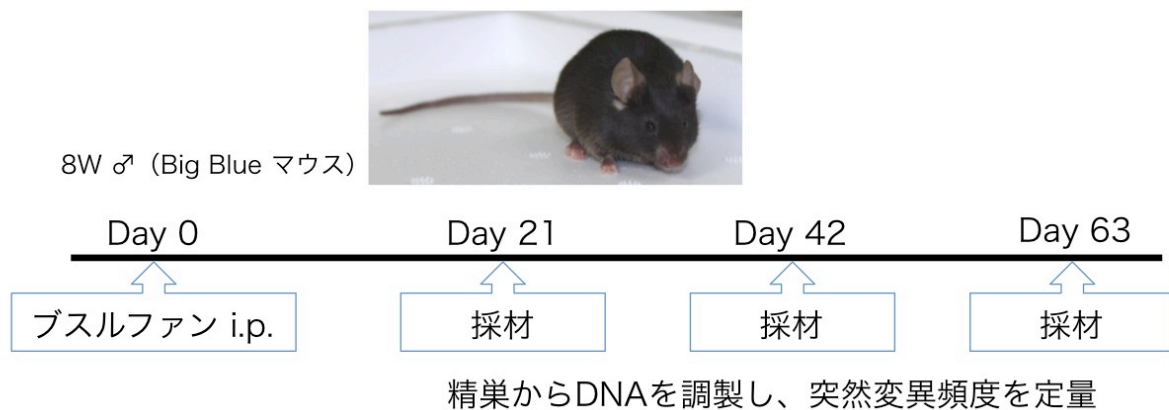 8W ♂（Big Blue マウス）
Day 0
Day 21
Day 42
Day 63
ブスルファン i.p.
採材
採材
採材
精巣からDNAを調製し、突然変異頻度を定量